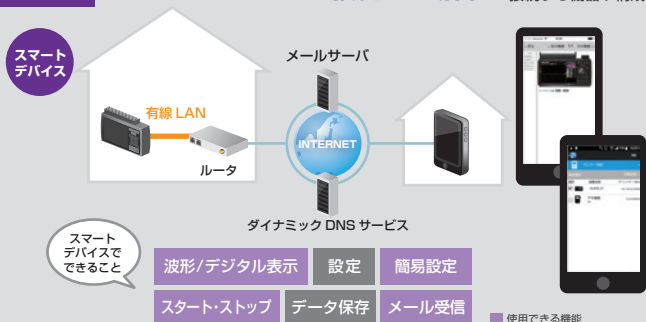 スマート
デバイス
メールサーバ
有線 LAN
INTERNET
ルータ
ダイナミック DNS サービス
スマート
デバイスで
できること
波形/デジタル表示
設定
簡易設定
スタート・ストップ
データ保存
メール受信
使用できる機能